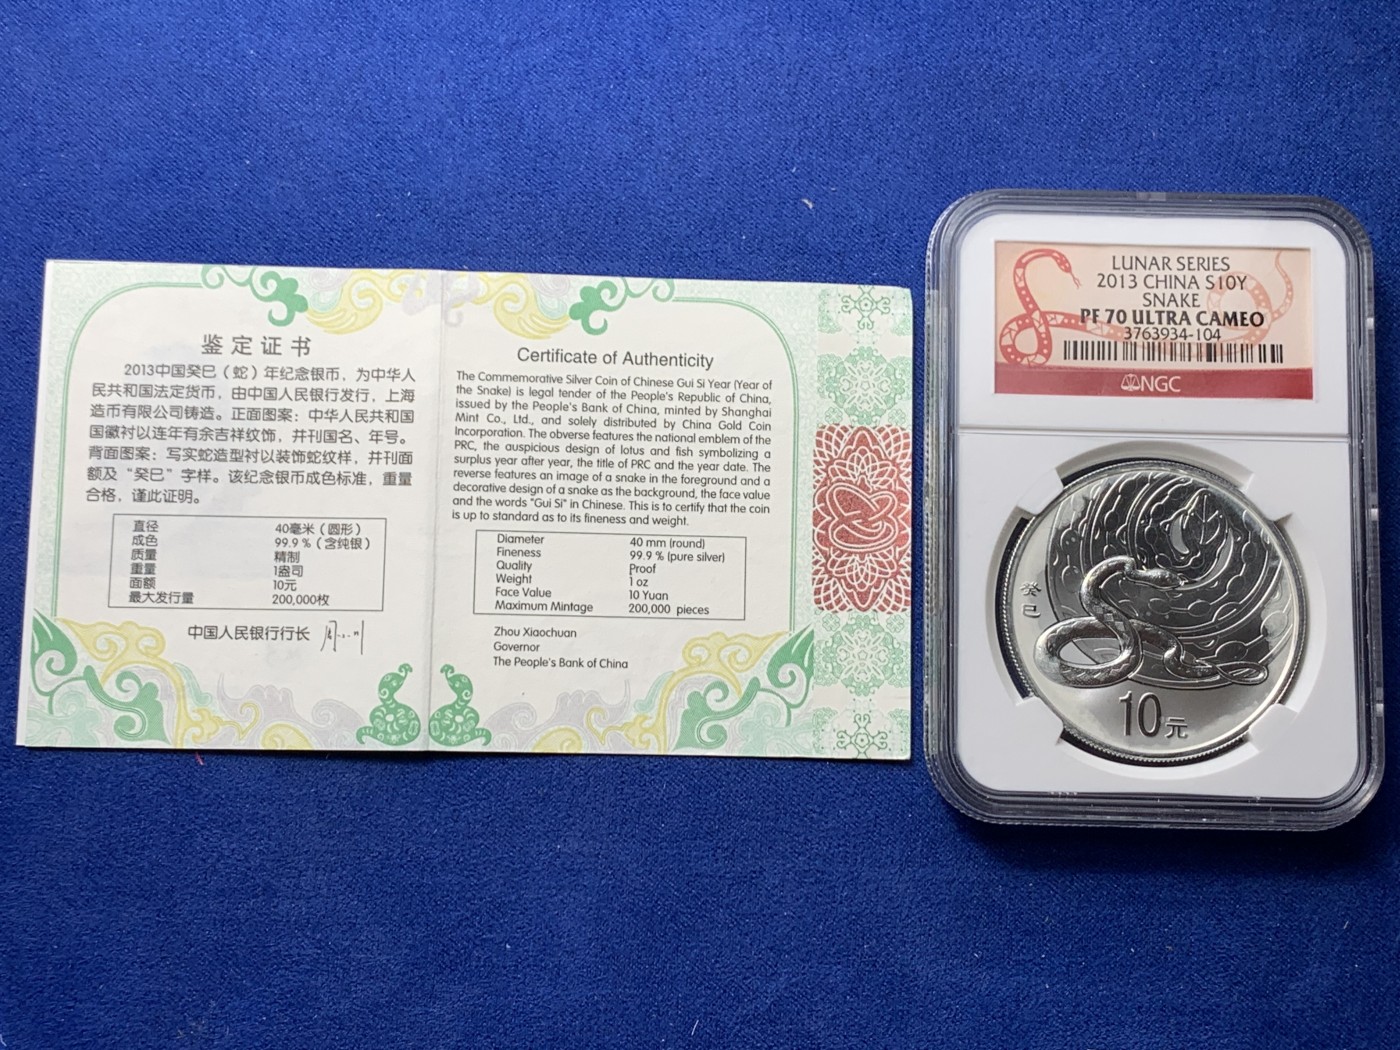 鉴定证书
2013中国癸巳（蛇）年纪念银币，为中华人
民共和国法定货币，由中国人民银行发行，上海
造币有限公司铸造。正面图案：中华人民共和国
国徽衬以连年有余吉祥纹饰，并刊国名、年号。
背面图案：写实蛇造型衬以装饰蛇纹样，并刊面
额及“癸巳”字样。该纪念银币成色标准，重量
合格，谨此证明。
直径 40毫米（圆形）
成色 99.9％（含纯银）
质量 精制
重量 1盎司
面额 10元
最大发行量 200,000枚
中国人民银行行长
Certificate of Authenticity
The Commemorative Silver Coin of Chinese Gui Si Year (Year of
the Snake) is legal tender of the People's Republic of China,
issued by the People's Bank of China, minted by Shanghai
Mint Co., Ltd., and solely distributed by China Gold Coin
Incorporation. The obverse features the national emblem of the
PRC, the auspicious design of lotus and fish symbolizing a
surplus year after year, the title of PRC and the year date. The
reverse features an image of a snake in the foreground and a
decorative design of a snake as the background, the face value
and the words "Gui Si" in Chinese. This is to certify that the coin
is up to standard as to its fineness and weight.
Diameter 40 mm (round)
Fineness 99.9 % (pure silver)
Quality Proof
Weight 1 oz
Face Value 10 Yuan
Maximum Mintage 200,000 pieces
Zhou Xiaochuan
Governor
The People's Bank of China
LUNAR SERIES
2013 CHINA S10Y
SNAKE
PF 70 ULTRA CAMEO
3763934-104
NGC
癸巳
10元